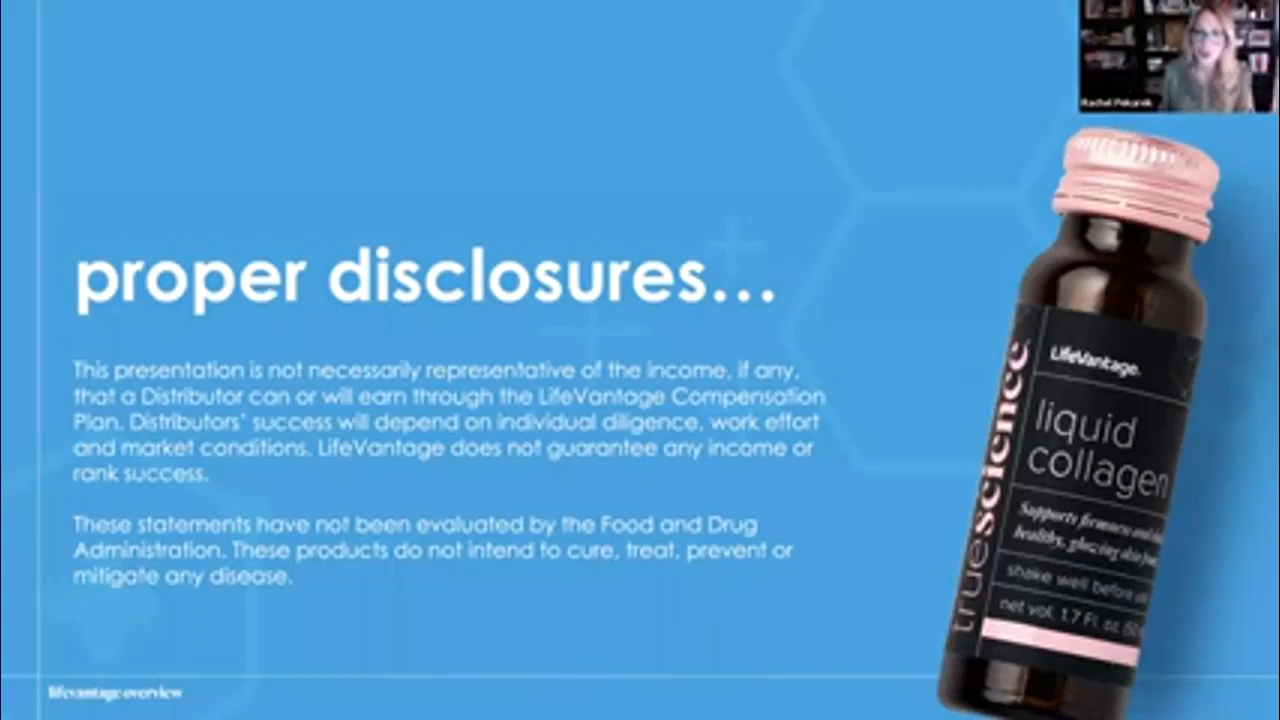 Rachel Pekarek
proper disclosures...
This presentation is not necessarily representative of the income, if any,
that a Distributor can or will earn through the LifeVantage Compensation
Plan. Distributors' success will depend on individual diligence, work effort
and market conditions. LifeVantage does not guarantee any income or
rank success.
These statements have not been evaluated by the Food and Drug
Administration. These products do not intend to cure, treat, prevent or
mitigate any disease.
lifevantage overview
LifeVantage.
truescience
liquid
collagen
Supports firmness and
healthy, glowing skin
shake well before
net vol. 1.7 Fl. oz.